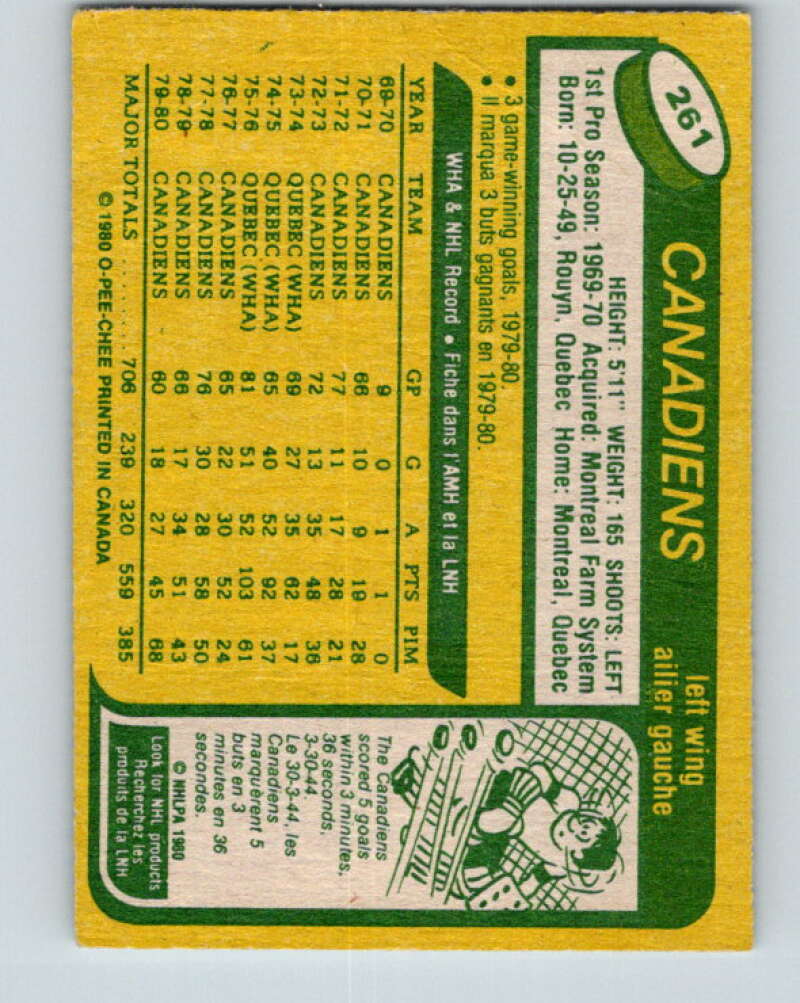 261
CANADIENS
left wing
ailier gauche
HEIGHT: 5'11" WEIGHT: 165 SHOOTS: LEFT
1st Pro Season: 1969-70 Acquired: Montreal Farm System
Born: 10-25-49, Rouyn, Quebec Home: Montreal, Quebec
• 3 game-winning goals, 1979-80.
• Il marqua 3 buts gagnants en 1979-80.
WHA & NHL Record • Fiche dans l'AMH et la LNH
YEAR TEAM GP G A PTS PIM
69-70 CANADIENS 9 0 1 1 0
70-71 CANADIENS 66 10 9 19 28
71-72 CANADIENS 77 11 17 28 21
72-73 CANADIENS 72 13 35 48 36
73-74 QUEBEC (WHA) 69 27 35 62 17
74-75 QUEBEC (WHA) 65 40 52 92 37
75-76 QUEBEC (WHA) 81 51 52 103 61
76-77 CANADIENS 65 22 30 52 24
77-78 CANADIENS 76 30 28 58 50
78-79 CANADIENS 66 17 34 51 43
79-80 CANADIENS 60 18 27 45 68
MAJOR TOTALS ........ 706 239 320 559 385
© 1980 O-PEE-CHEE PRINTED IN CANADA
The Canadiens
scored 5 goals
within 3 minutes,
36 seconds.
3-30-44.
Le 30-3-44, les
Canadiens
marquèrent 5
buts en 3
minutes en 36
secondes.
© NHLPA 1980
Look for NHL products
Recherchez les
produits de la LNH